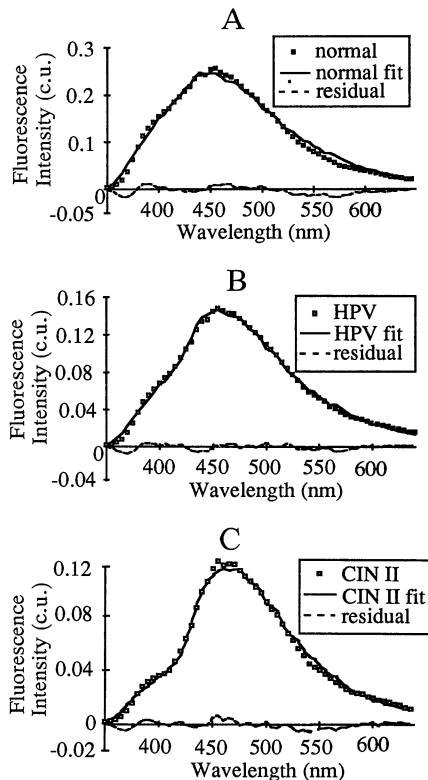 A
normal
normal fit
residual
Fluorescence
Intensity (c.u.)
0.3
0.2
0.1
0
-0.05
400 450 500 550 600
Wavelength (nm)
B
HPV
HPV fit
residual
Fluorescence
Intensity (c.u.)
0.16
0.12
0.08
0.04
0
-0.04
400 450 500 550 600
Wavelength (nm)
C
CIN II
CIN II fit
residual
Fluorescence
Intensity (c.u.)
0.12
0.08
0.04
0
-0.02
400 450 500 550 600
Wavelength (nm)